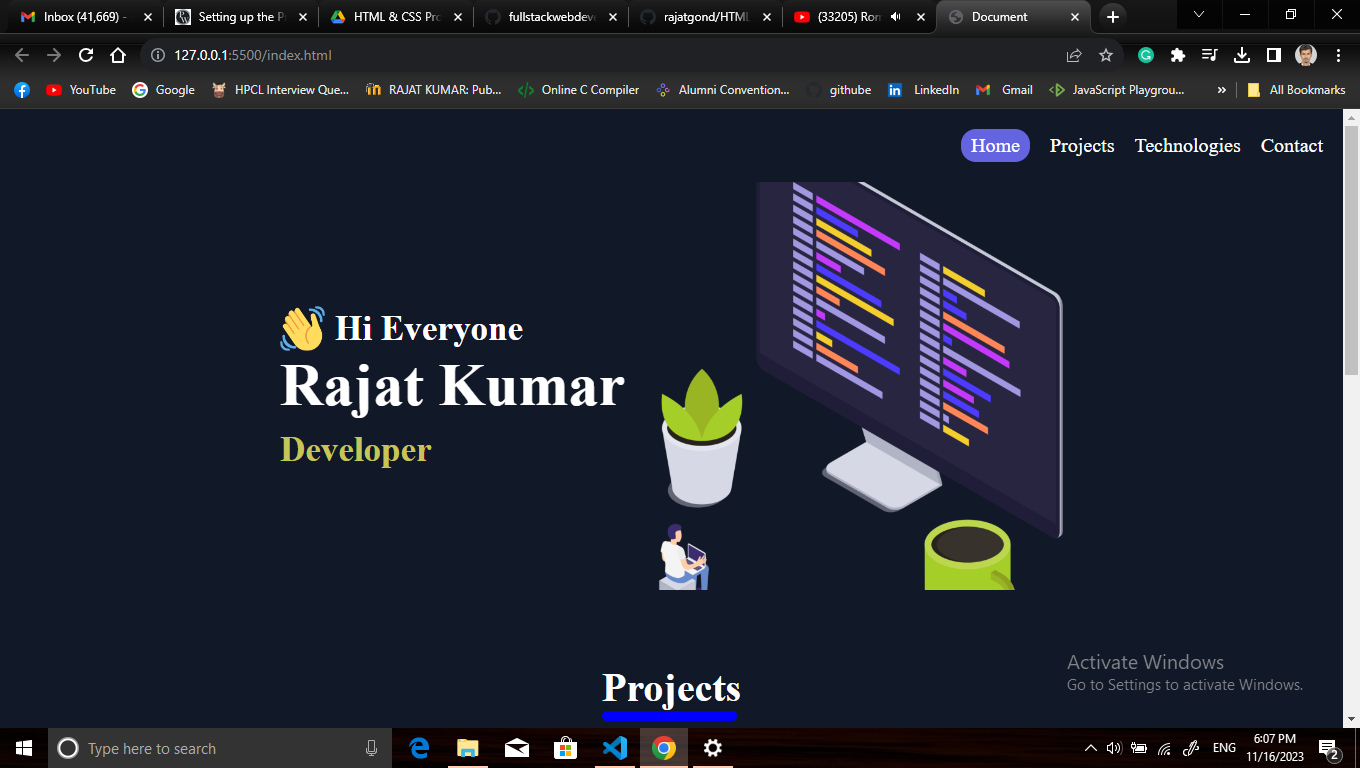 Inbox (41,669) -
Setting up the P
HTML & CSS Pro
fullstackwebdeve
rajatgond/HTML
(33205) Rom
Document
127.0.0.1:5500/index.html
YouTube
Google
HPCL Interview Que...
RAJAT KUMAR: Pub...
Online C Compiler
Alumni Convention...
githube
LinkedIn
Gmail
JavaScript Playgrou...
»
All Bookmarks
Home
Projects
Technologies
Contact
Hi Everyone
Rajat Kumar
Developer
Projects
Activate Windows
Go to Settings to activate Windows.
Type here to search
ENG
6:07 PM
11/16/2023
2